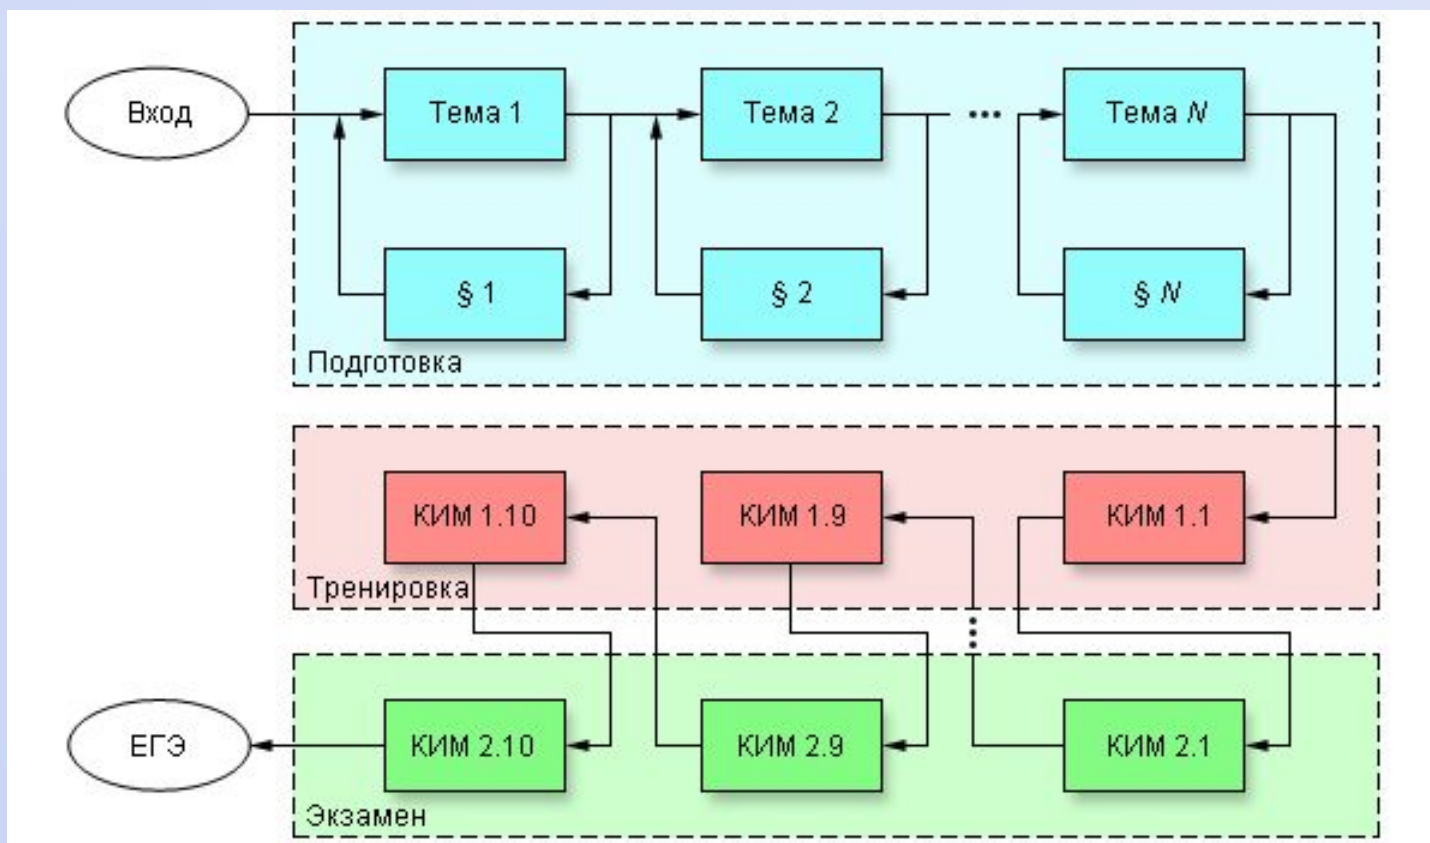 Вход
Тема 1
Тема 2
...
Тема N
§ 1
§ 2
§ N
Подготовка
КИМ 1.10
КИМ 1.9
КИМ 1.1
Тренировка
ЕГЭ
КИМ 2.10
КИМ 2.9
КИМ 2.1
Экзамен